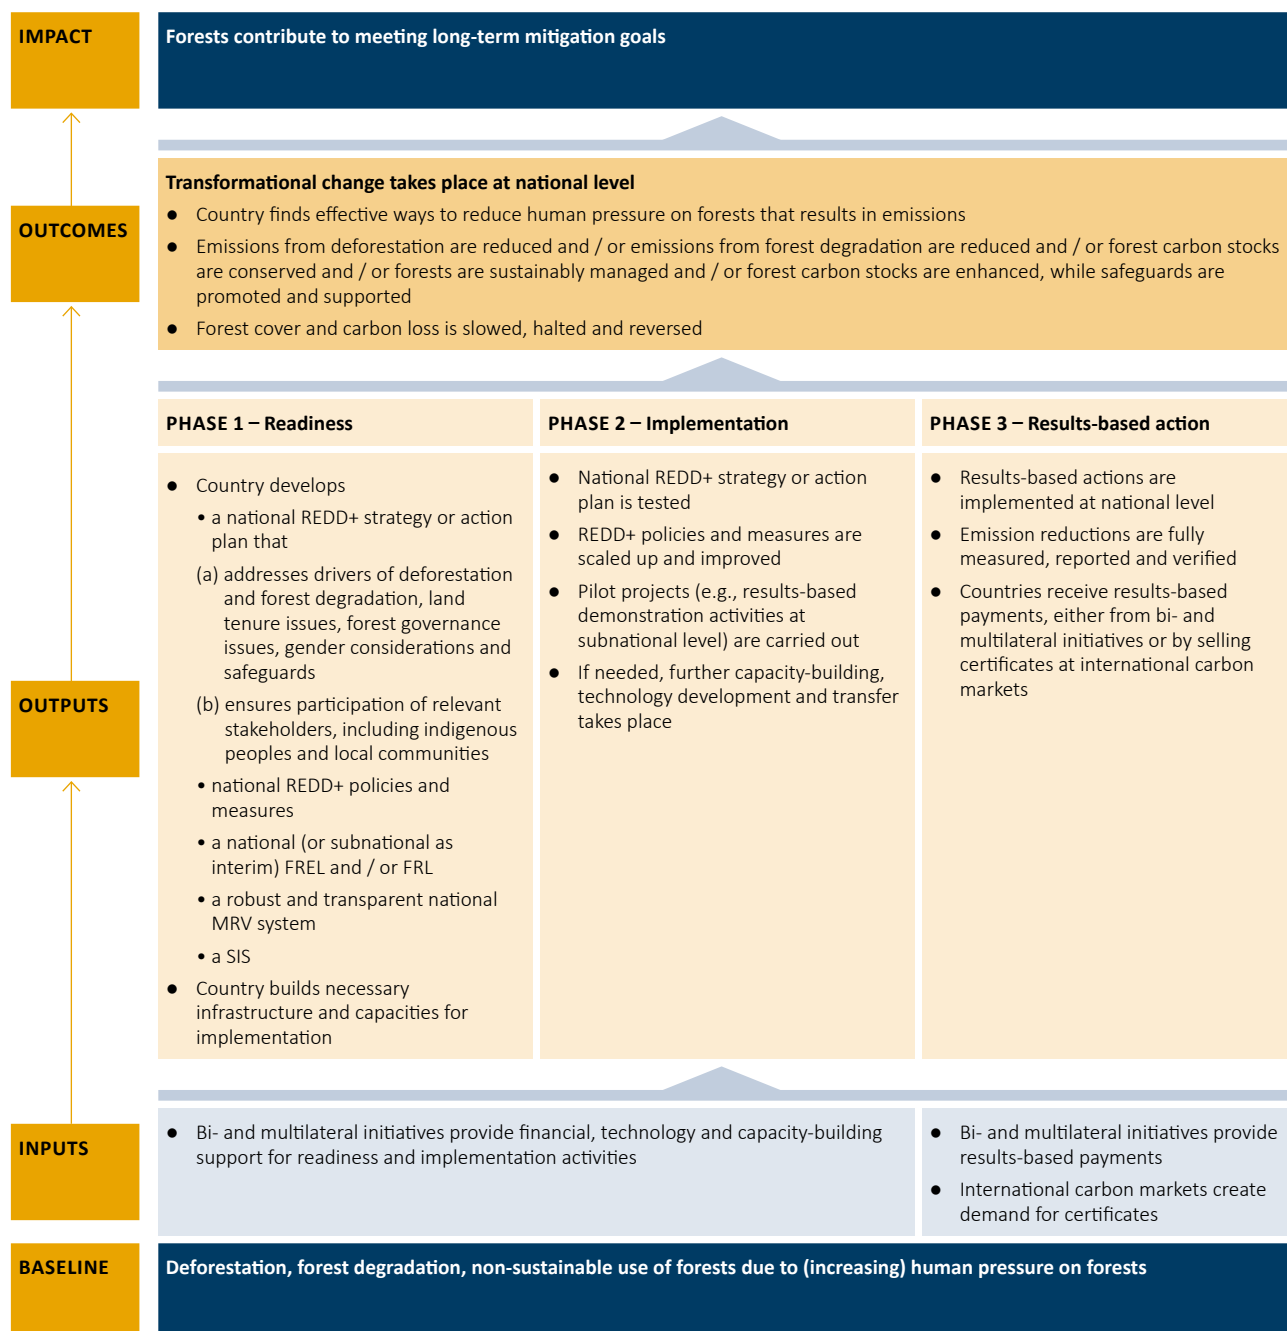 IMPACT
Forests contribute to meeting long-term mitigation goals
OUTCOMES
Transformational change takes place at national level
● Country finds effective ways to reduce human pressure on forests that results in emissions
● Emissions from deforestation are reduced and / or emissions from forest degradation are reduced and / or forest carbon stocks
are conserved and / or forests are sustainably managed and / or forest carbon stocks are enhanced, while safeguards are
promoted and supported
● Forest cover and carbon loss is slowed, halted and reversed
OUTPUTS
PHASE 1 – Readiness
● Country develops
• a national REDD+ strategy or action
plan that
(a) addresses drivers of deforestation
and forest degradation, land
tenure issues, forest governance
issues, gender considerations and
safeguards
(b) ensures participation of relevant
stakeholders, including indigenous
peoples and local communities
• national REDD+ policies and
measures
• a national (or subnational as
interim) FREL and / or FRL
• a robust and transparent national
MRV system
• a SIS
● Country builds necessary
infrastructure and capacities for
implementation
PHASE 2 – Implementation
● National REDD+ strategy or action
plan is tested
● REDD+ policies and measures are
scaled up and improved
● Pilot projects (e.g., results-based
demonstration activities at
subnational level) are carried out
● If needed, further capacity-building,
technology development and transfer
takes place
PHASE 3 – Results-based action
● Results-based actions are
implemented at national level
● Emission reductions are fully
measured, reported and verified
● Countries receive results-based
payments, either from bi- and
multilateral initiatives or by selling
certificates at international carbon
markets
INPUTS
● Bi- and multilateral initiatives provide financial, technology and capacity-building
support for readiness and implementation activities
● Bi- and multilateral initiatives provide
results-based payments
● International carbon markets create
demand for certificates
BASELINE
Deforestation, forest degradation, non-sustainable use of forests due to (increasing) human pressure on forests